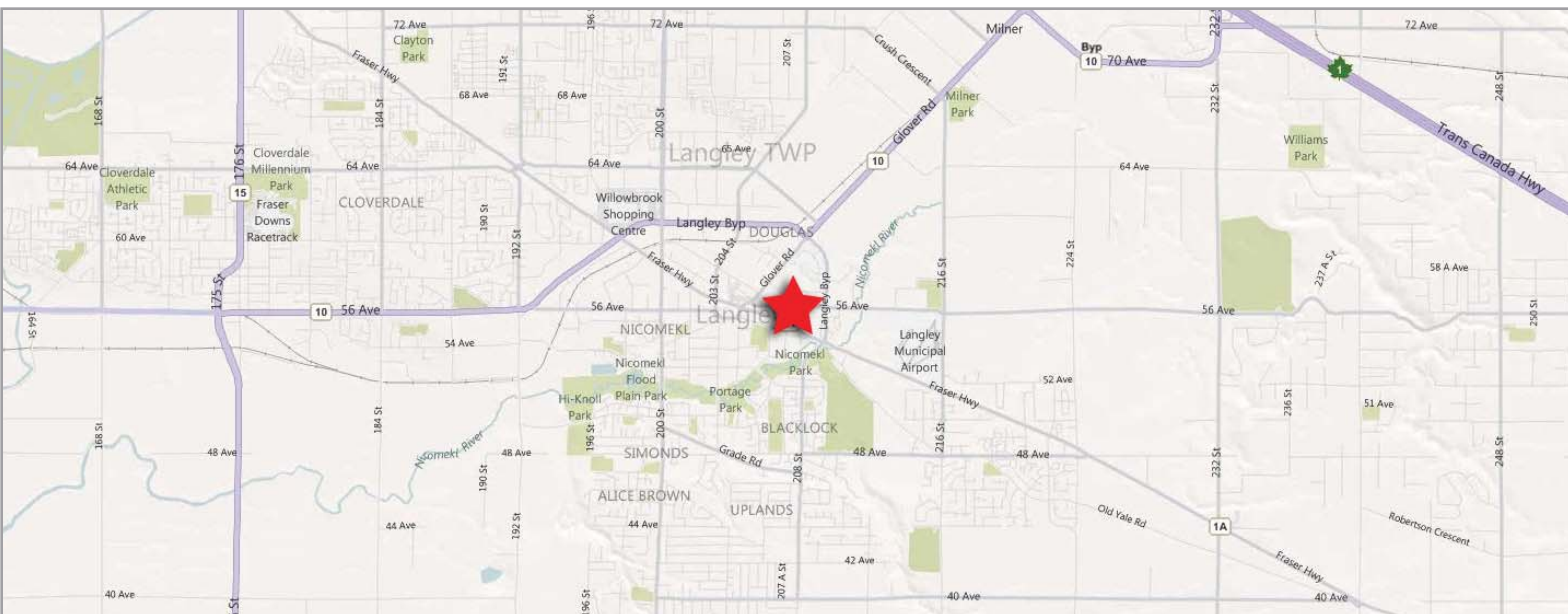 72 Ave
196
72 Ave
Milner
232
72 Ave
Clayton
Park
Fraser Hwy
191 St
207 St
Crush Crescent
Byp
10
70 Ave
1
168 St
184 St
68 Ave
68 Ave
200 St
Milner
Park
232 St
248 St
Glover Rd
Trans Canada Hwy
176 St
Cloverdale
Millennium
Park
64 Ave
Cloverdale
Athletic
Park
64 Ave
64 Ave
65 Ave
Langley TWP
10
64 Ave
Williams
Park
15
Fraser
Downs
Racetrack
CLOVERDALE
Willowbrook
Shopping
Centre
Langley Byp
DOUGLAS
60 Ave
190 St
192 St
204 St
Fraser Hwy
Glover Rd
Nicomekl River
216 St
224 St
237 A St
58 A Ave
175 St
203 St
Langley Byp
164 St
10
56 Ave
56 Ave
56 Ave
56 Ave
250 St
Langle
NICOMEKL
54 Ave
Langley
Municipal
Airport
Nicomekl
Park
Nicomekl
Flood
Plain Park
Portage
Park
Hi-Knoll
Park
Fraser Hwy
52 Ave
236 St
51 Ave
168 St
184 St
196 St
200 St
BLACKLOCK
216 St
248 St
Nicomekl River
48 Ave
48 Ave
SIMONDS
Grade Rd
208 St
48 Ave
48 Ave
232 St
190 St
ALICE BROWN
UPLANDS
44 Ave
192 St
44 Ave
Old Yale Rd
1A
Robertson Crescent
42 Ave
Fraser Hwy
40 Ave
St
196 St
207 A St
40 Ave
40 Ave